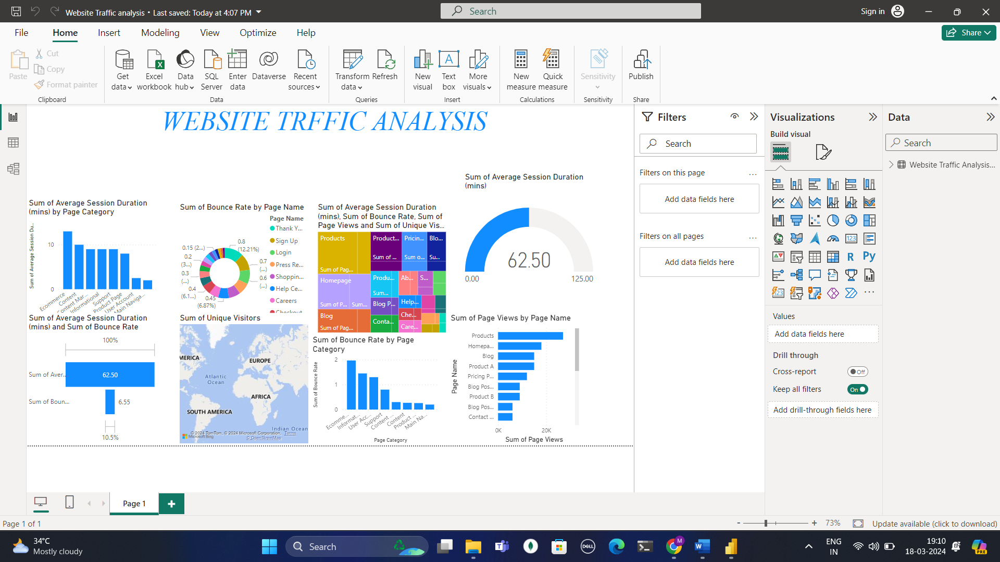 Website Traffic analysis • Last saved: Today at 4:07 PM
Search
Sign in
File Home Insert Modeling View Optimize Help
Share
Paste
Cut
Copy
Format painter
Clipboard
Get data
Excel workbook
Data hub
SQL Server
Enter data
Dataverse
Recent sources
Data
Transform data
Refresh
Queries
New visual
Text box
More visuals
Insert
New measure
Quick measure
Calculations
Sensitivity
Sensitivity
Publish
Share
WEBSITE TRFFIC ANALYSIS
Sum of Average Session Duration
(mins) by Page Category
Sum of Average Session Du...
10
0
Ecommerce
Content
Content Mar...
Informational
Support
Product Page
User Account
Main Naviga...
Sum of Bounce Rate by Page Name
Page Name
Thank Y...
Sign Up
Login
Press Re...
Shoppin...
Help Ce...
Careers
Checkout
0.8
(12.21%)
0.7
(...)
0.6
(...)
0.45
(6.87%)
0.4
(6.1...)
0.3
(...)
0.2
(3...)
0.15 (2...)
Sum of Average Session Duration
(mins), Sum of Bounce Rate, Sum of
Page Views and Sum of Unique Vis...
Products
Sum of Pag...
Homepage
Sum of P...
Sum...
Blog
Sum of Pag...
Product...
Sum of ...
Pricin...
Sum o...
Blo...
Su...
Produ...
Sum...
Blog P...
Conta...
Ab...
S...
Help...
Che...
Care...
Sum of Average Session Duration
(mins)
62.50
0.00
125.00
Sum of Average Session Duration
(mins) and Sum of Bounce Rate
100%
Sum of Aver...
62.50
Sum of Boun...
6.55
10.5%
Sum of Unique Visitors
MERICA
EUROPE
Atlantic
Ocean
AFRICA
SOUTH AMERICA
Indian Ocean
Microsoft Bing
© 2024 TomTom, © 2024 Microsoft Corporation, Terms
© OpenStreetMap
Sum of Bounce Rate by Page
Category
Sum of Bounce Rate
2
1
0
Ecomme...
Informat...
User Acc...
Support
Content ...
Content
Product ...
Main Na...
Page Category
Sum of Page Views by Page Name
Page Name
Products
Homepa...
Blog
Product A
Pricing P...
Blog Pos...
Product B
Blog Pos...
Contact ...
0K
20K
Sum of Page Views
Filters
Search
Filters on this page
...
Add data fields here
Filters on all pages
...
Add data fields here
Visualizations
Build visual
R
Py
123
...
Values
Add data fields here
Drill through
Cross-report
Off
Keep all filters
On
Add drill-through fields here
Data
Search
Website Traffic Analysis...
Page 1
Page 1 of 1
- + 73%
Update available (click to download)
34°C
Mostly cloudy
Search
DELL
M
PRE
ENG
IN
19:10
18-03-2024